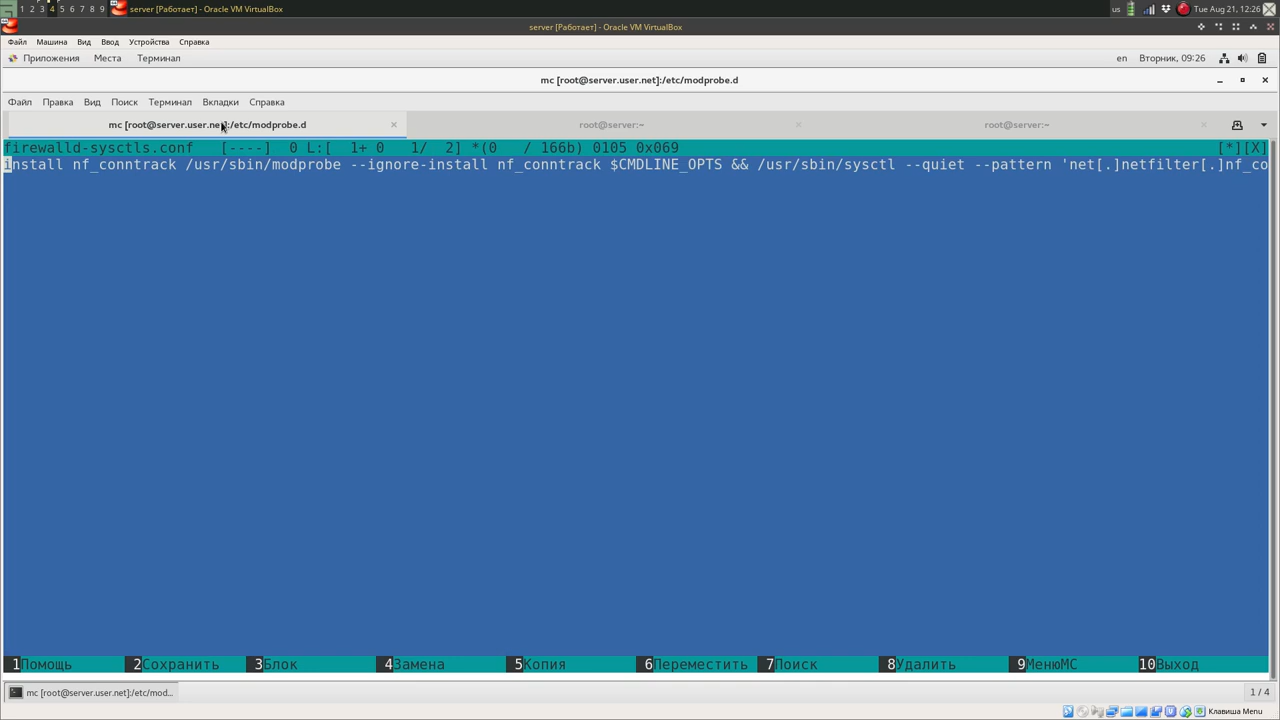 1 2 3 4 5 6 7 8 9 server [Работает] - Oracle VM VirtualBox us Tue Aug 21, 12:26
server [Работает] - Oracle VM VirtualBox
Файл Машина Вид Ввод Устройства Справка
Приложения Места Терминал en Вторник, 09:26
mc [root@server.user.net]:/etc/modprobe.d
Файл Правка Вид Поиск Терминал Вкладки Справка
mc [root@server.user.net]:/etc/modprobe.d × root@server:~ × root@server:~ ×
firewalld-sysctls.conf [----] 0 L:[ 1+ 0 1/ 2] *(0 / 166b) 0105 0x069 [*][X]
install nf_conntrack /usr/sbin/modprobe --ignore-install nf_conntrack $CMDLINE_OPTS && /usr/sbin/sysctl --quiet --pattern 'net[.]netfilter[.]nf_co
1Помощь 2Сохранить 3Блок 4Замена 5Копия 6Переместить 7Поиск 8Удалить 9МенюMC 10Выход
mc [root@server.user.net]:/etc/mod... 1 / 4
Клавиша Menu